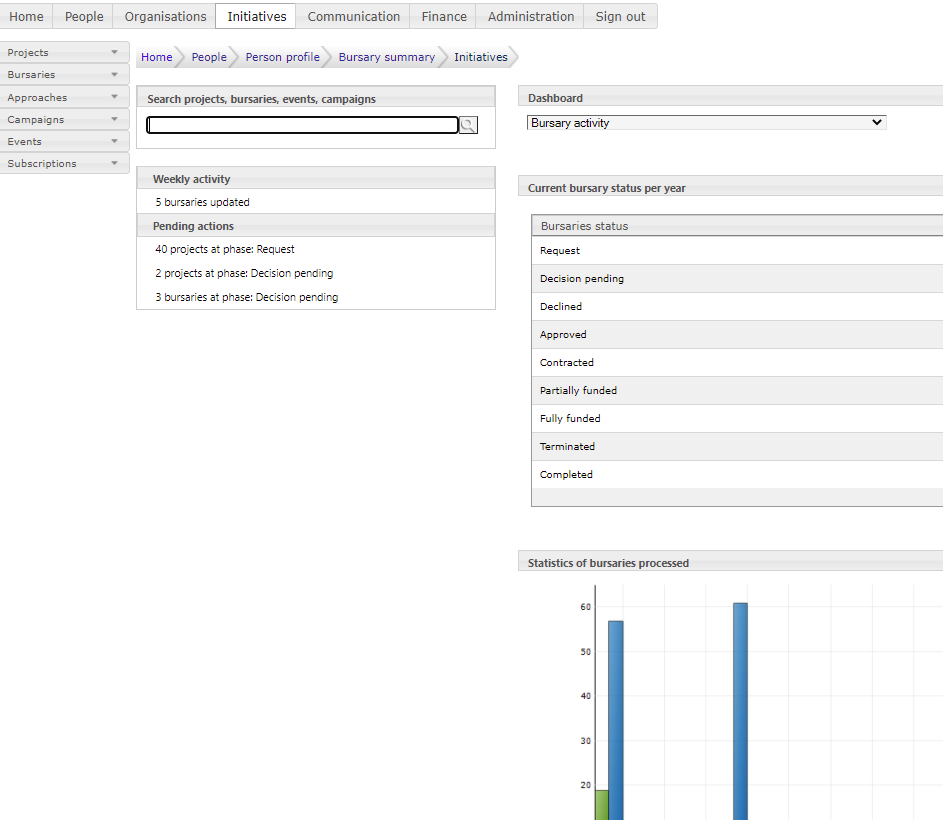 Home People Organisations Initiatives Communication Finance Administration Sign out
Projects
Bursaries
Approaches
Campaigns
Events
Subscriptions
Home People Person profile Bursary summary Initiatives
Search projects, bursaries, events, campaigns
Weekly activity
5 bursaries updated
Pending actions
40 projects at phase: Request
2 projects at phase: Decision pending
3 bursaries at phase: Decision pending
Dashboard
Bursary activity
Current bursary status per year
Bursaries status
Request
Decision pending
Declined
Approved
Contracted
Partially funded
Fully funded
Terminated
Completed
Statistics of bursaries processed
60
50
40
30
20